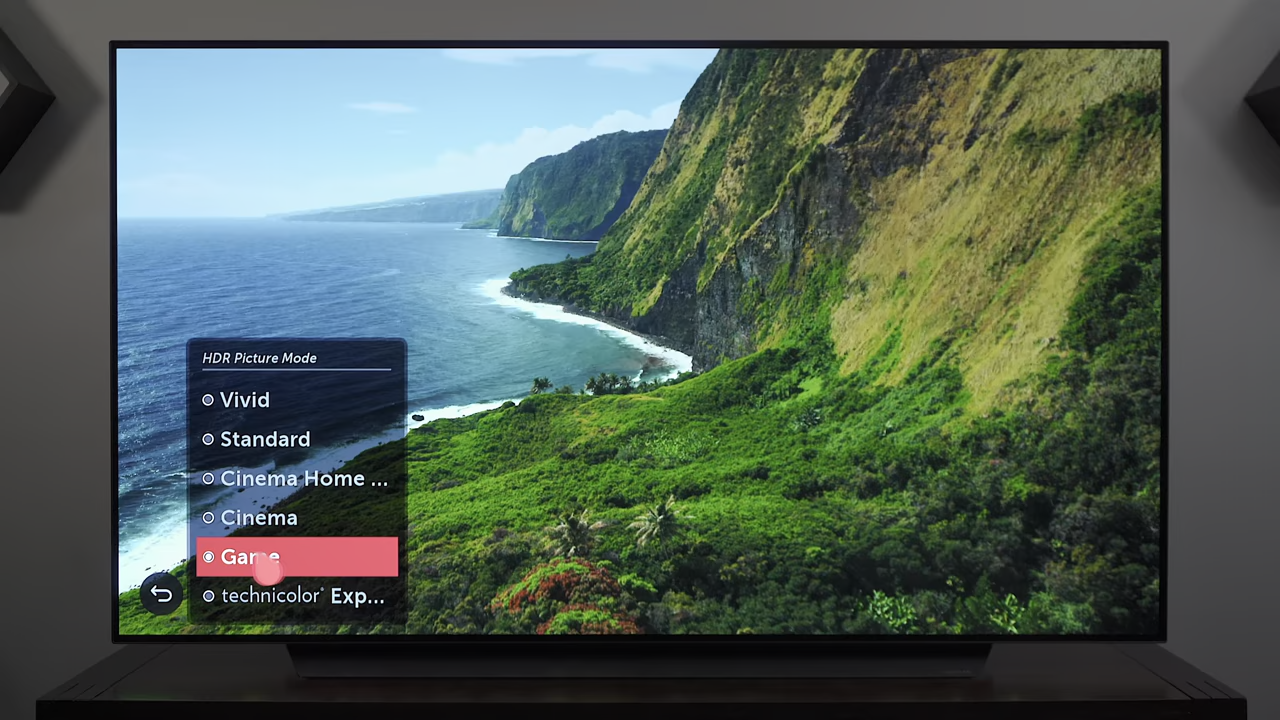 HDR Picture Mode
Vivid
Standard
Cinema Home ...
Cinema
Game
technicolor® Exp...